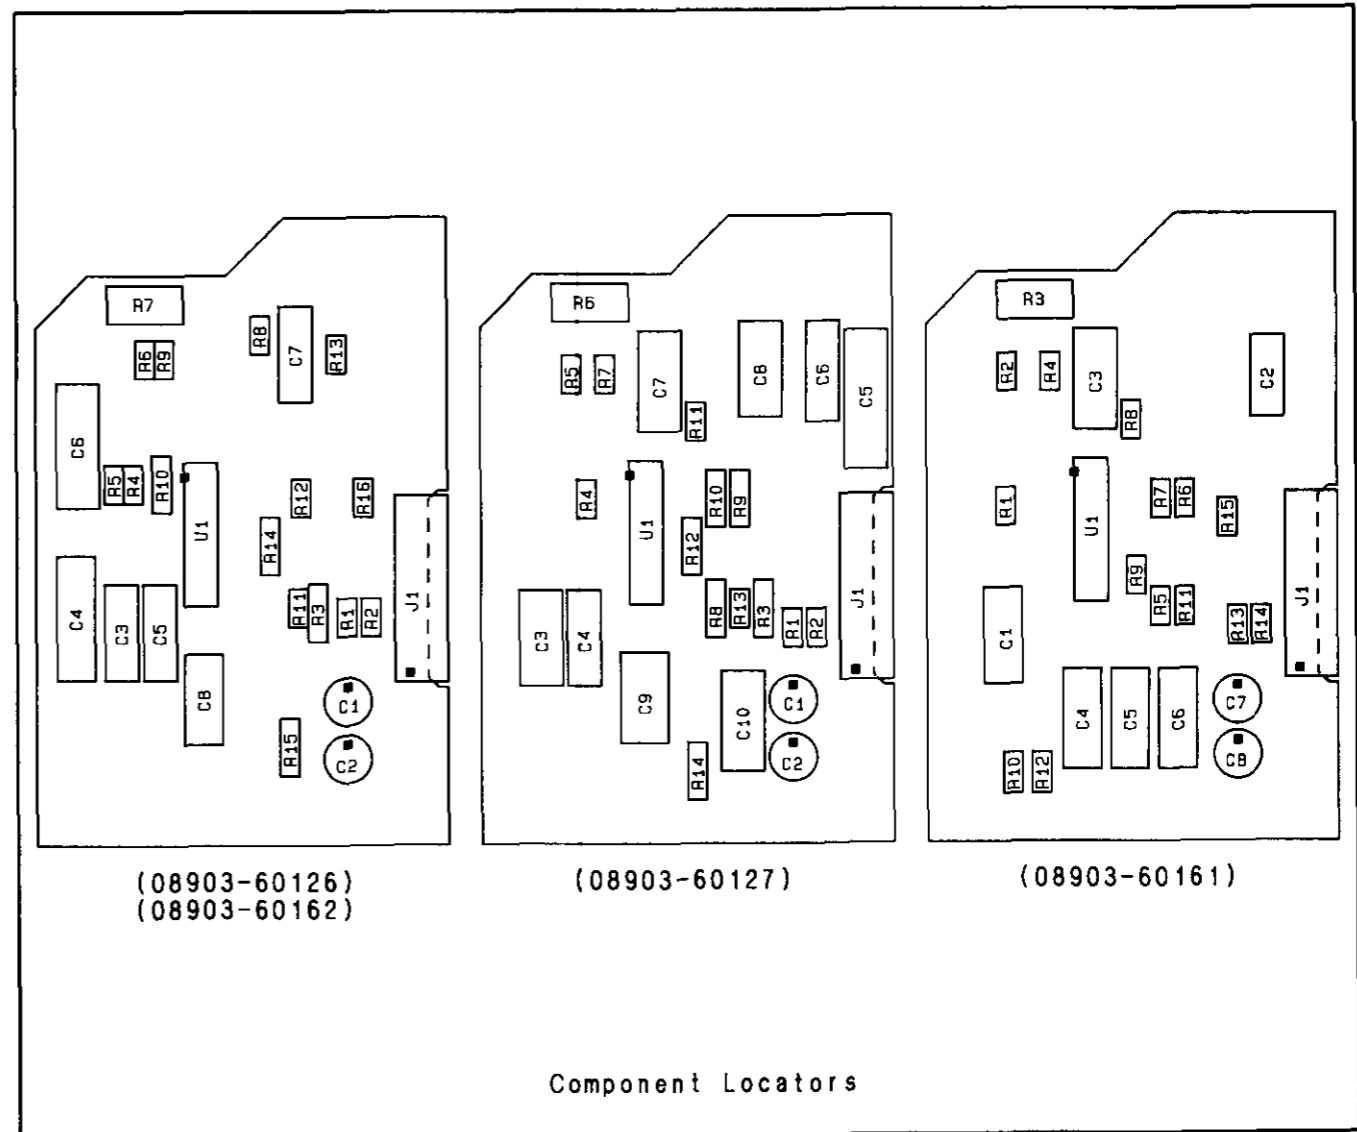 R7
R8
C7
R13
R6
R9
C6
R5
R4
R10
U1
R12
R16
R14
C4
C3
C5
R11
R3
R1
R2
J1
C8
R15
C1
C2
(08903-60126)
(08903-60162)
R6
R5
R7
C7
R11
C8
C6
C5
R4
U1
R10
R9
R12
J1
C3
C4
R8
R13
R3
R1
R2
C9
C10
C1
C2
R14
(08903-60127)
R3
R2
R4
C3
R8
C2
R1
U1
R7
R6
R15
R9
R5
R11
J1
C1
R13
R14
C4
C5
C6
C7
C8
R10
R12
(08903-60161)
Component Locators